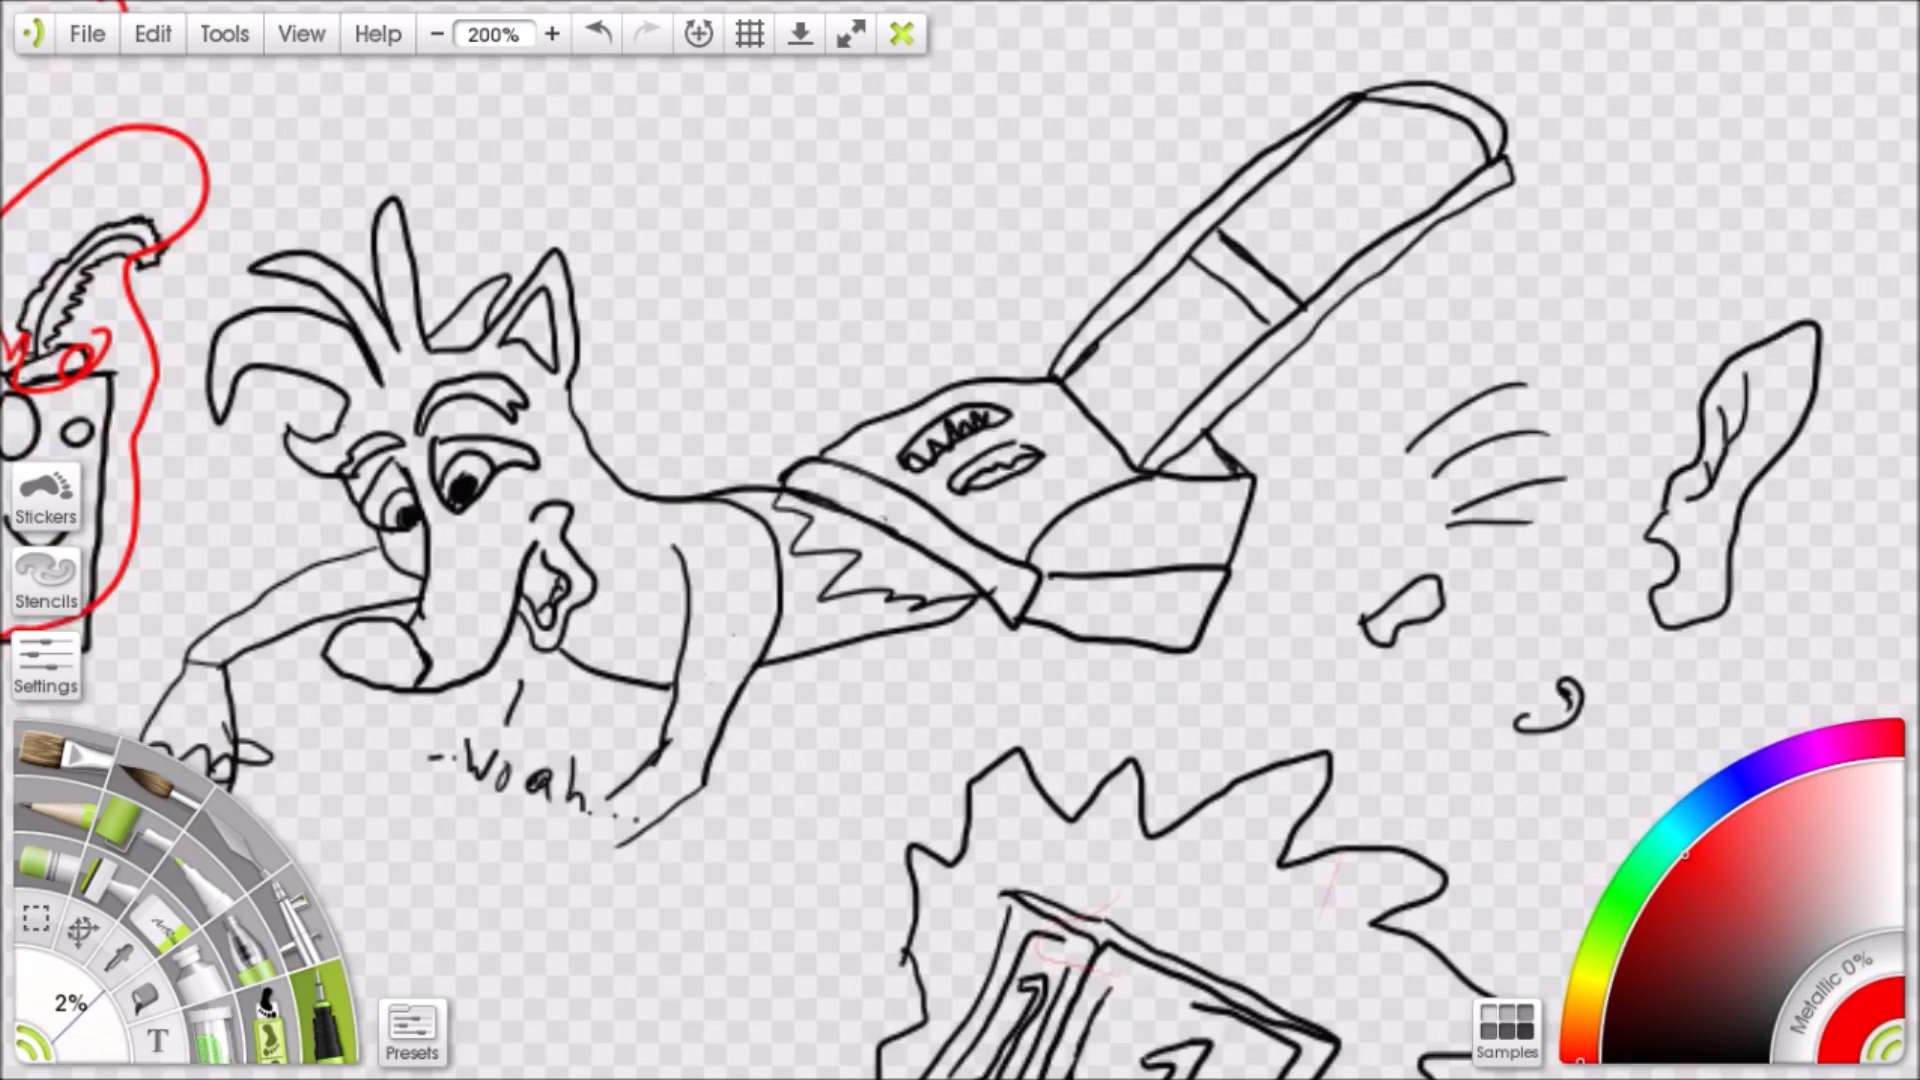 File Edit Tools View Help − 200% +
Stickers
Stencils
Settings
Woah...
2%
T
Presets
Samples
Metallic 0%